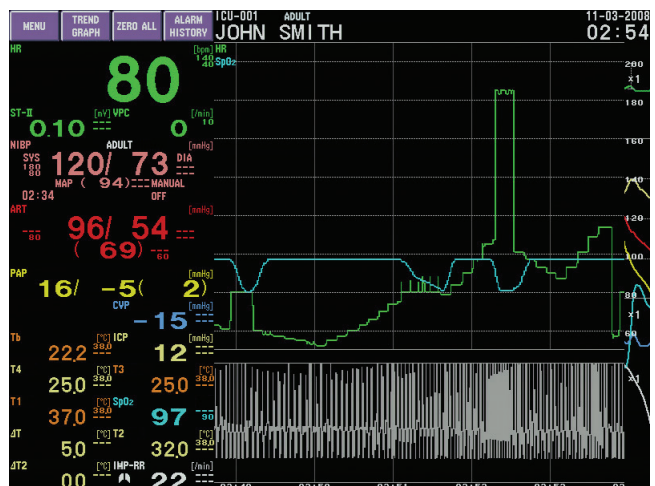 MENU TREND GRAPH ZERO ALL ALARM HISTORY
ICU-001 ADULT 11-03-2008
JOHN SMITH 02:54
HR [bpm] 140 40
80
ST-II [mV] VPC [/min]
0.10 --- 0 10
NIBP ADULT [mmHg]
SYS 180 80 120/ 73 DIA ---
MAP ( 94) --- MANUAL
02:34 OFF
ART [mmHg]
--- 80 96/ 54 ---
( 69) --- 60
PAP [mmHg]
16/ -5( 2)
CVP [mmHg]
-15 ---
Tb [°C] ICP [mmHg]
22.2 38.0 --- 12 ---
T4 [°C] T3 [°C]
25.0 38.0 --- 25.0 38.0 ---
T1 [°C] SpO2
37.0 38.0 --- 97 --- 90
ΔT [°C] T2 [°C]
5.0 --- 32.0 38.0 ---
ΔT2 [°C] IMP-RR [/min]
0.0 --- 22 ---
HR
SpO2
200
x1
180
160
140
120
100
80
x1
60
x1